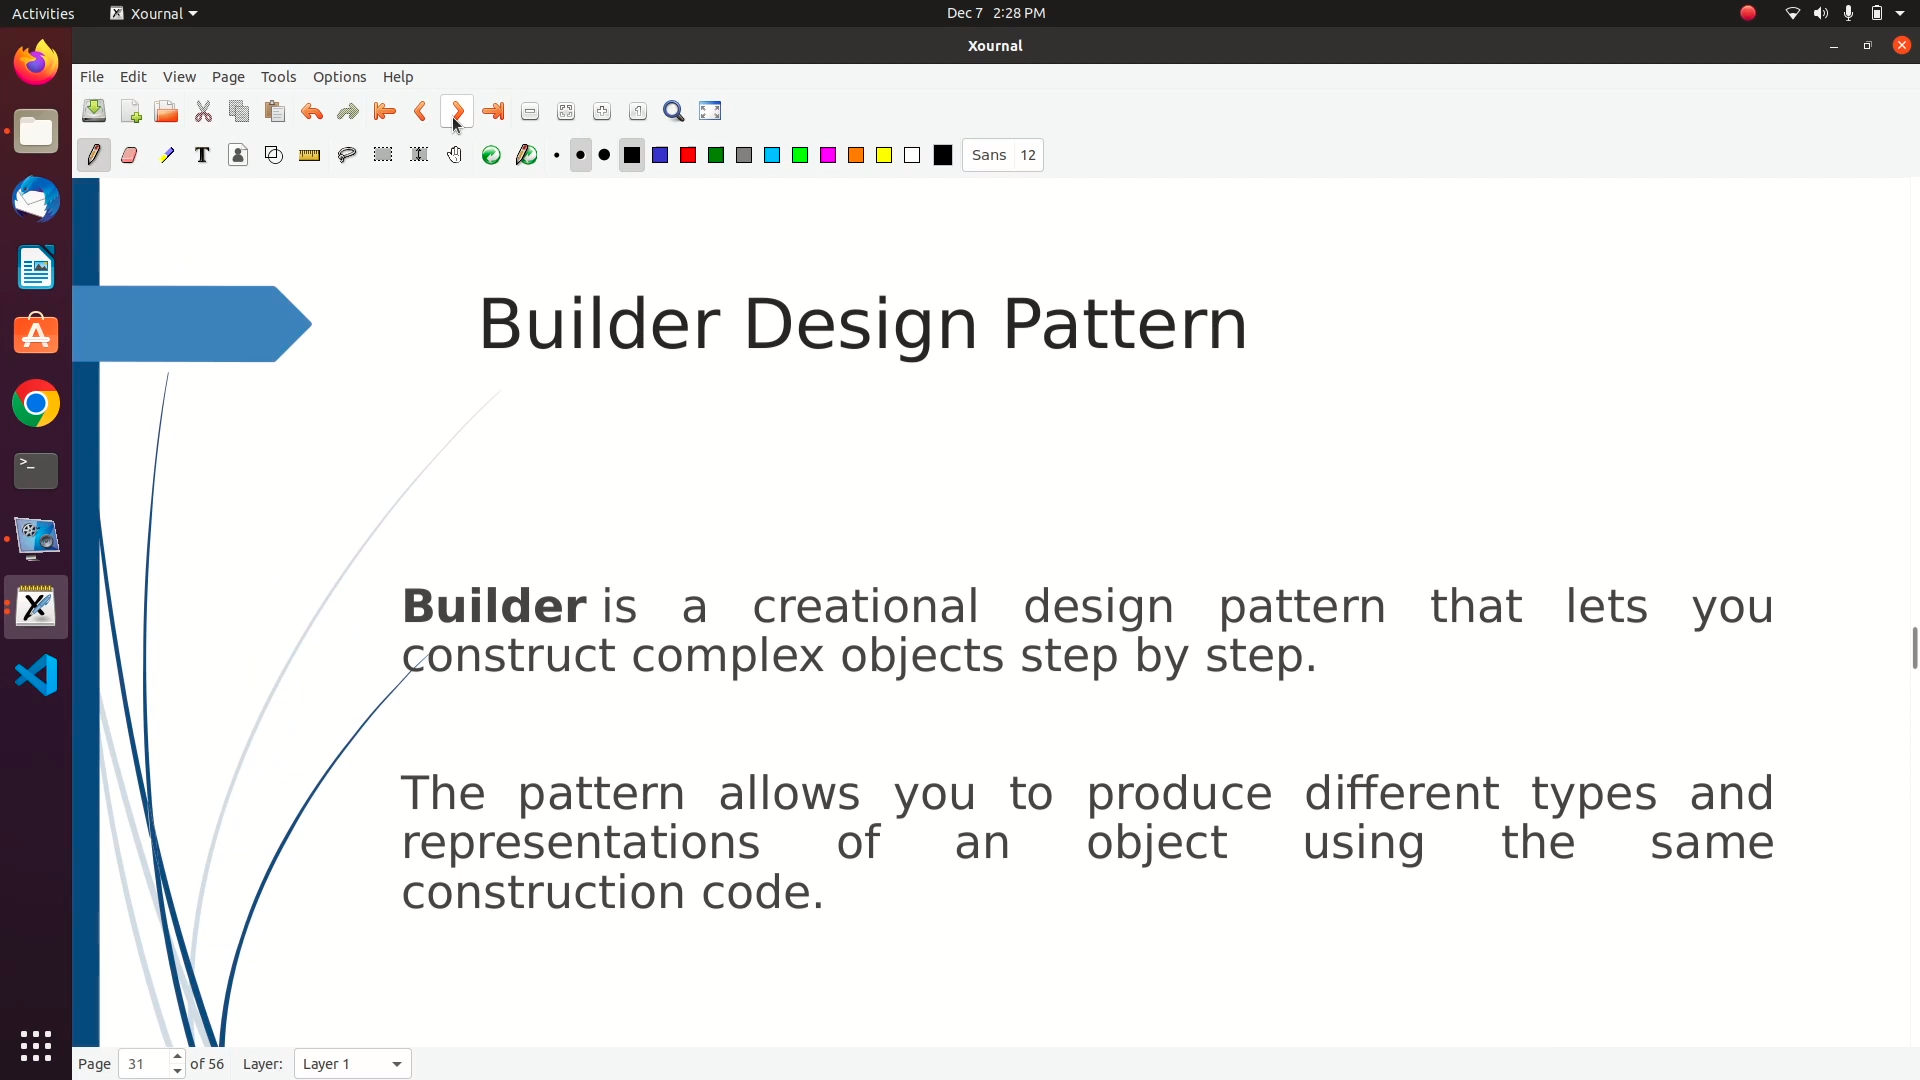 Activities Xournal Dec 7 2:28 PM
Xournal
File Edit View Page Tools Options Help
T Sans 12
Builder Design Pattern
Builder is a creational design pattern that lets you
construct complex objects step by step.
The pattern allows you to produce different types and
representations of an object using the same
construction code.
Page 31 of 56 Layer: Layer 1